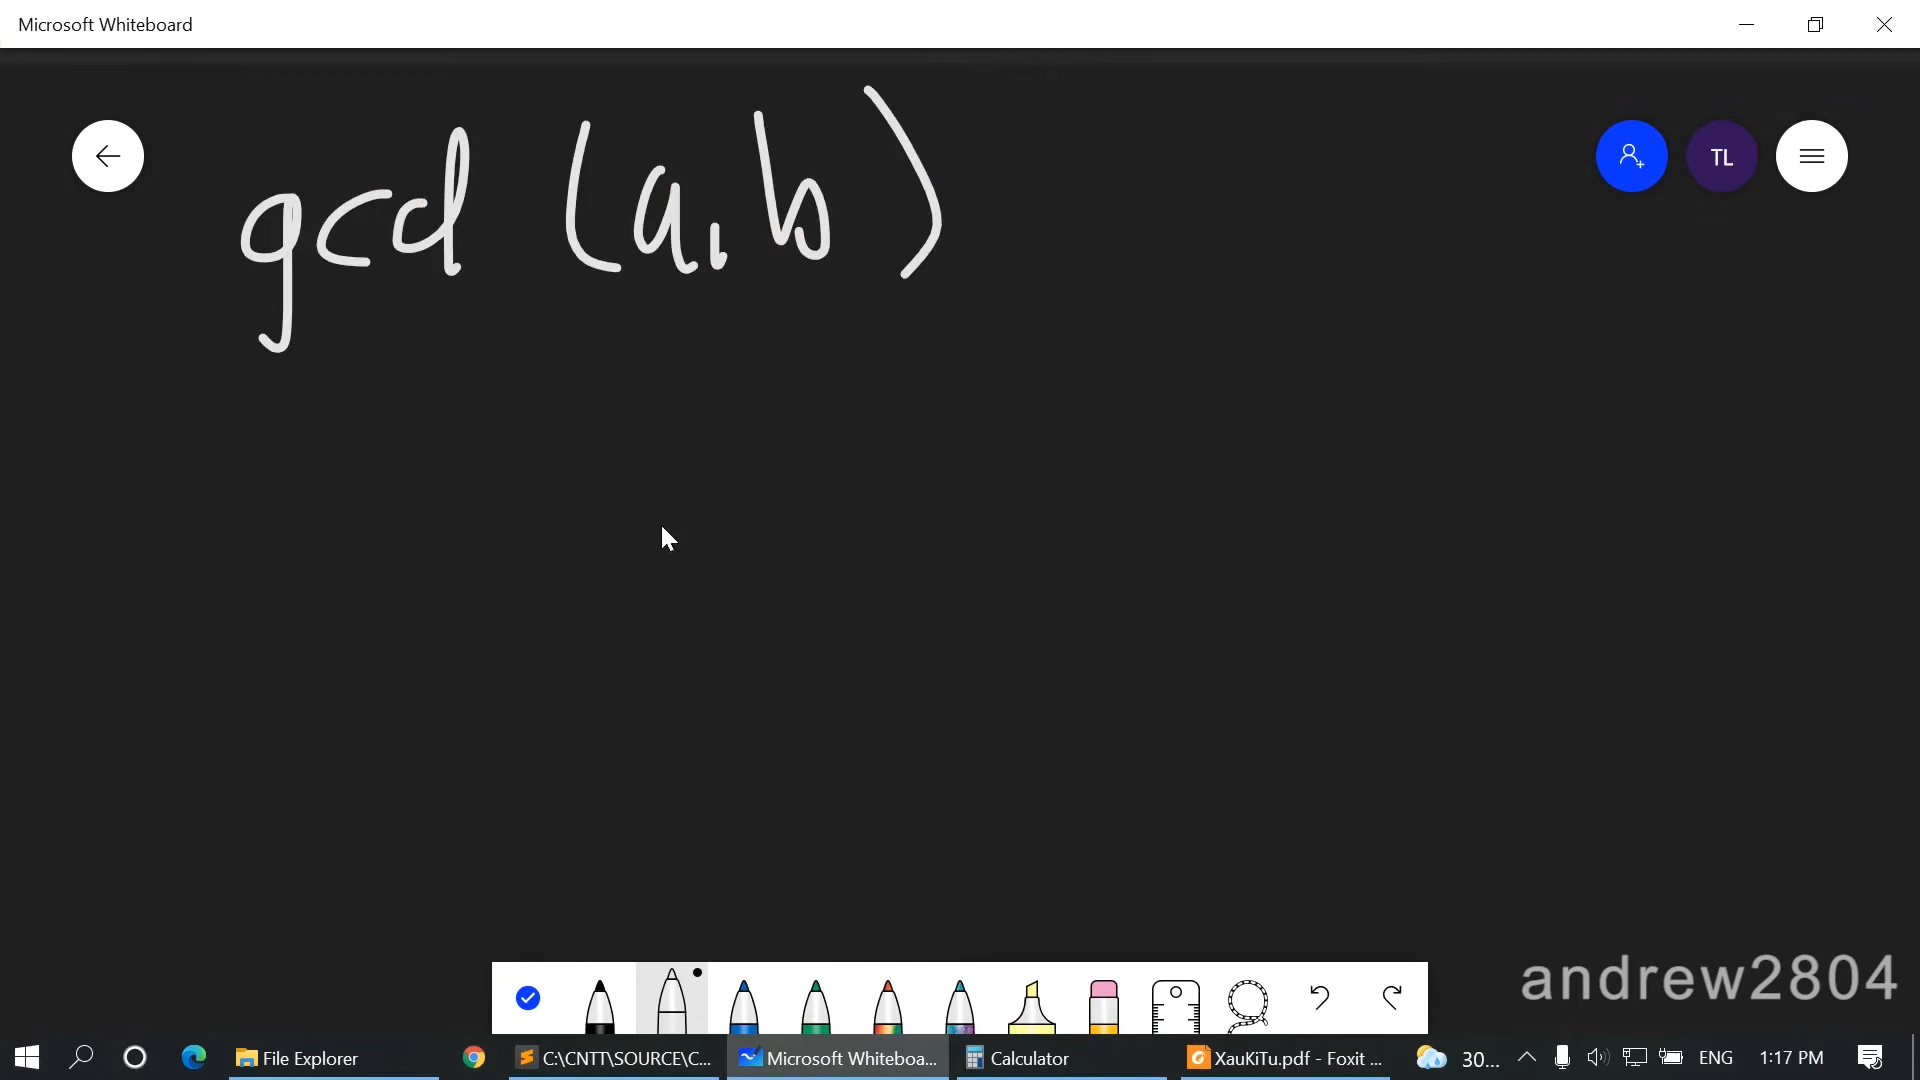 Microsoft Whiteboard
gcd (a,b)
TL
andrew2804
File Explorer
C:\CNTT\SOURCE\C...
Microsoft Whiteboa...
Calculator
XauKiTu.pdf - Foxit ...
30...
ENG
1:17 PM